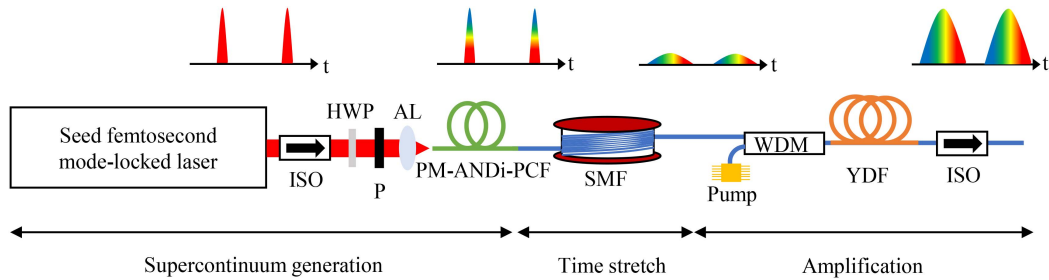 t
t
t
t
Seed femtosecond
mode-locked laser
HWP
AL
ISO
P
PM-ANDi-PCF
SMF
WDM
Pump
YDF
ISO
Supercontinuum generation
Time stretch
Amplification